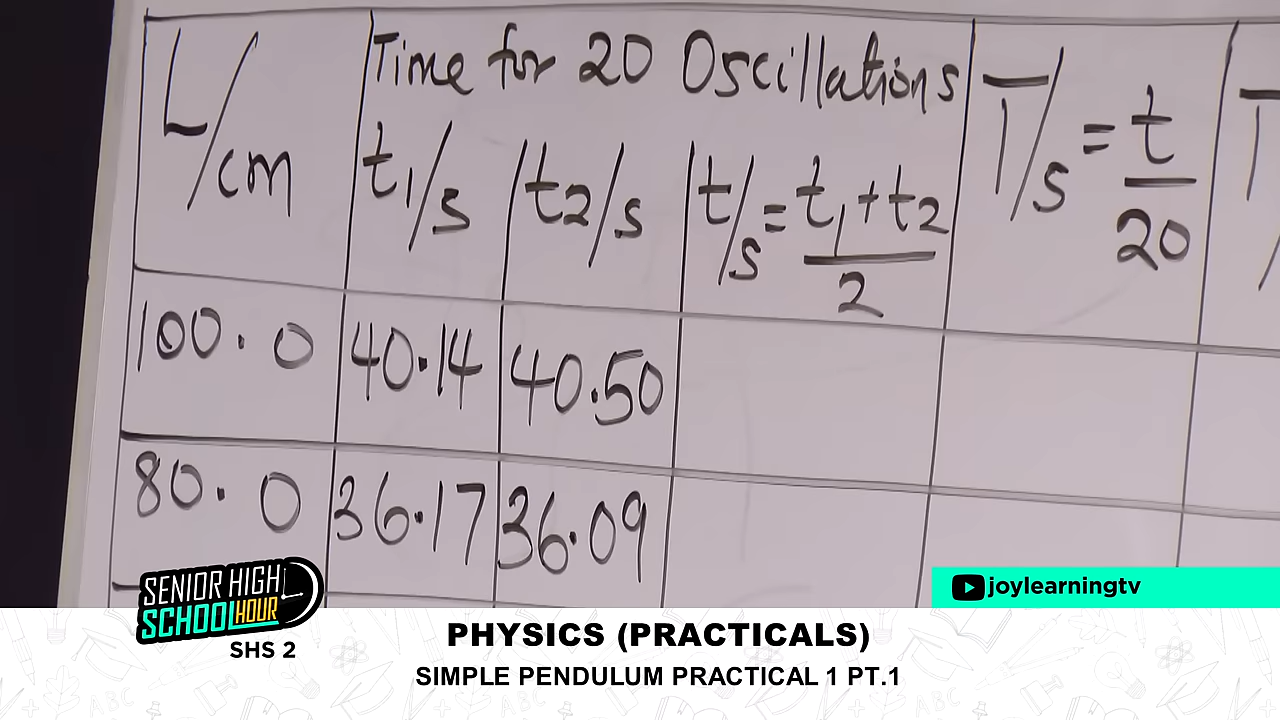 L/cm
Time for 20 Oscillations
t1/s
t2/s
t/s = t1 + t2
2
T/s = t
20
T/
100.0 40.14 40.50
80.0 36.17 36.09
SENIOR HIGH
SCHOOL HOUR
SHS 2
joylearningtv
PHYSICS (PRACTICALS)
SIMPLE PENDULUM PRACTICAL 1 PT.1